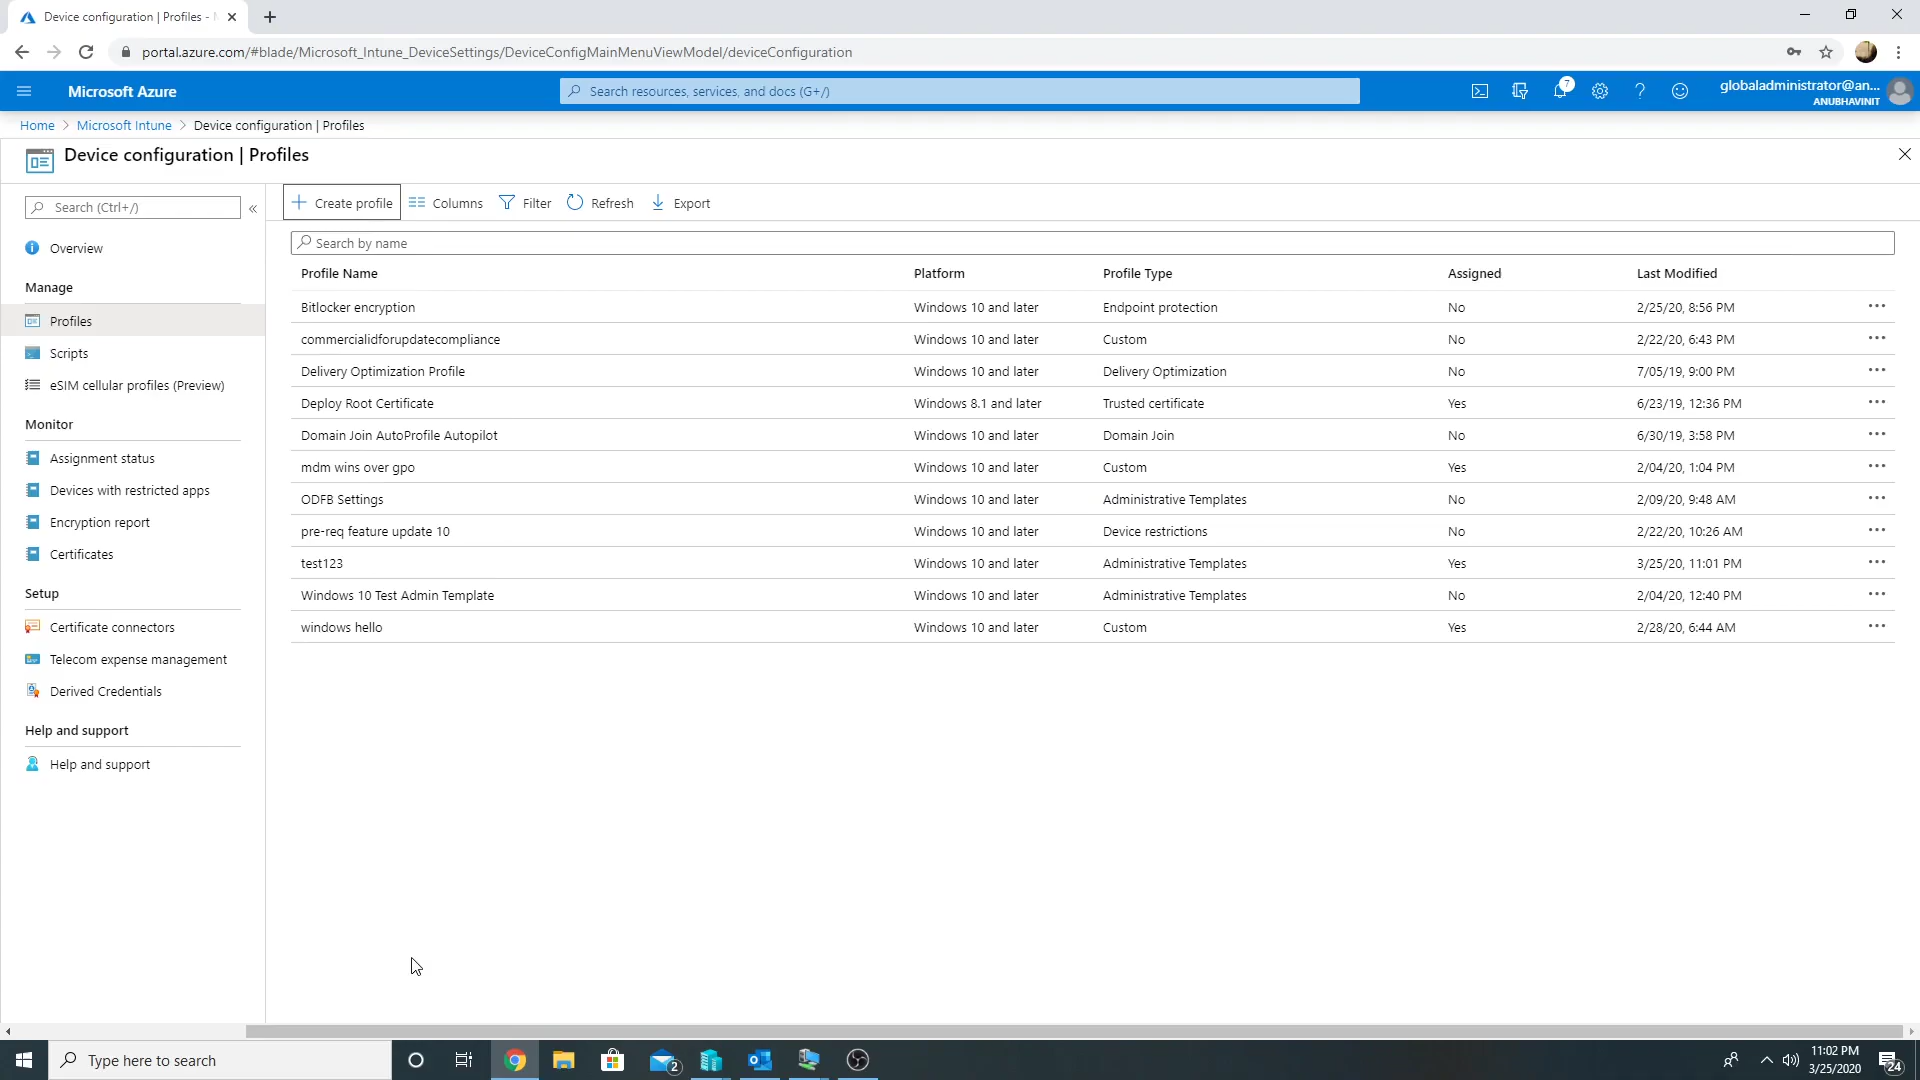 Device configuration | Profiles - M
portal.azure.com/#blade/Microsoft_Intune_DeviceSettings/DeviceConfigMainMenuViewModel/deviceConfiguration
Microsoft Azure
Search resources, services, and docs (G+/)
7
globaladministrator@an...
ANUBHAVINIT
Home > Microsoft Intune > Device configuration | Profiles
Device configuration | Profiles
Search (Ctrl+/)
Overview
Manage
Profiles
Scripts
eSIM cellular profiles (Preview)
Monitor
Assignment status
Devices with restricted apps
Encryption report
Certificates
Setup
Certificate connectors
Telecom expense management
Derived Credentials
Help and support
Help and support
Create profile Columns Filter Refresh Export
Search by name
Profile Name Platform Profile Type Assigned Last Modified
Bitlocker encryption Windows 10 and later Endpoint protection No 2/25/20, 8:56 PM
commercialidforupdatecompliance Windows 10 and later Custom No 2/22/20, 6:43 PM
Delivery Optimization Profile Windows 10 and later Delivery Optimization No 7/05/19, 9:00 PM
Deploy Root Certificate Windows 8.1 and later Trusted certificate Yes 6/23/19, 12:36 PM
Domain Join AutoProfile Autopilot Windows 10 and later Domain Join No 6/30/19, 3:58 PM
mdm wins over gpo Windows 10 and later Custom Yes 2/04/20, 1:04 PM
ODFB Settings Windows 10 and later Administrative Templates No 2/09/20, 9:48 AM
pre-req feature update 10 Windows 10 and later Device restrictions No 2/22/20, 10:26 AM
test123 Windows 10 and later Administrative Templates Yes 3/25/20, 11:01 PM
Windows 10 Test Admin Template Windows 10 and later Administrative Templates No 2/04/20, 12:40 PM
windows hello Windows 10 and later Custom Yes 2/28/20, 6:44 AM
Type here to search
2
11:02 PM
3/25/2020
24